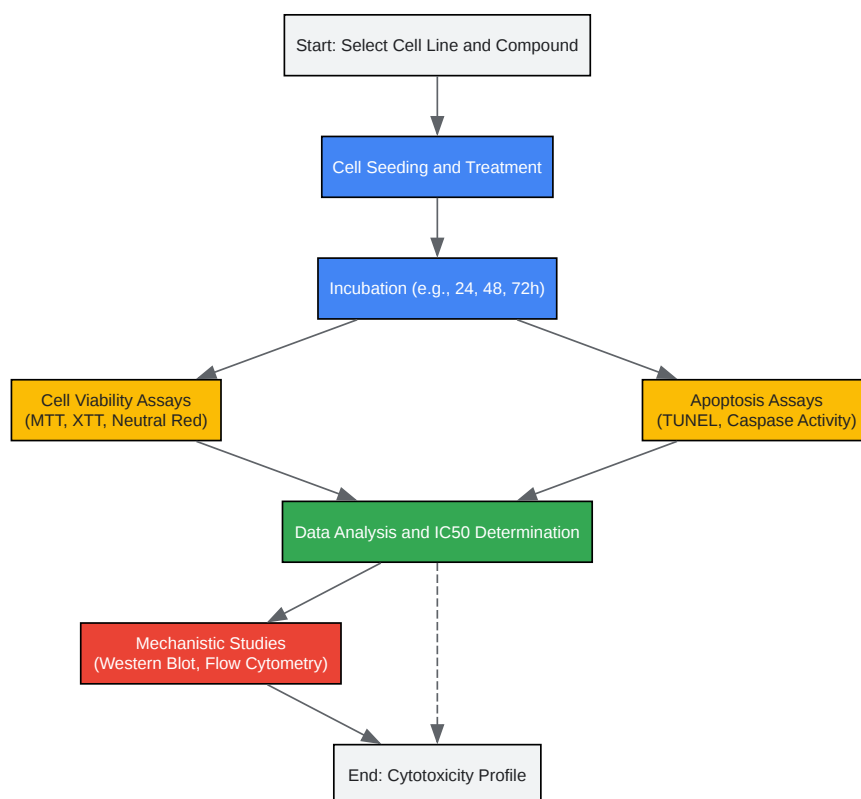 Start: Select Cell Line and Compound
Cell Seeding and Treatment
Incubation (e.g., 24, 48, 72h)
Cell Viability Assays
(MTT, XTT, Neutral Red)
Apoptosis Assays
(TUNEL, Caspase Activity)
Data Analysis and IC50 Determination
Mechanistic Studies
(Western Blot, Flow Cytometry)
End: Cytotoxicity Profile